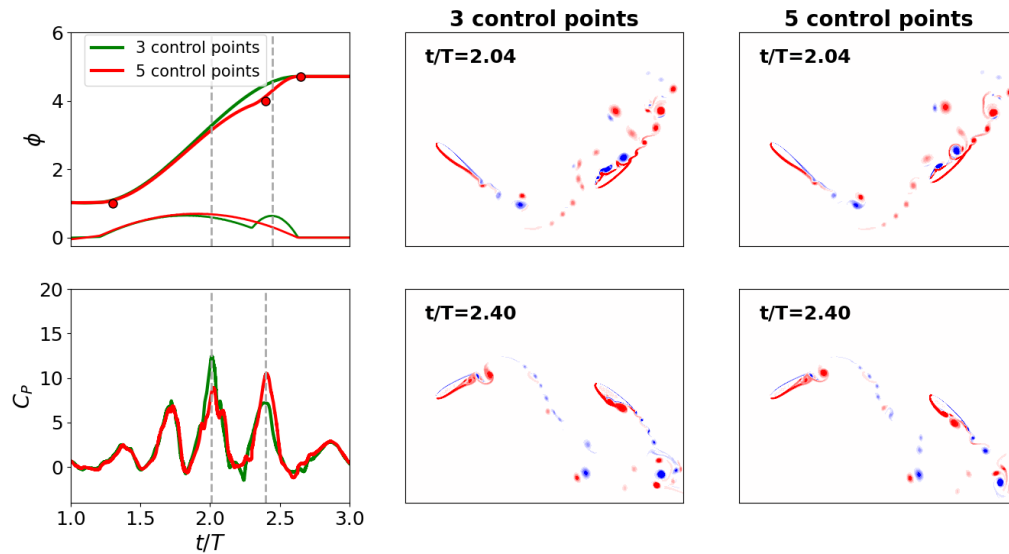 3 control points
5 control points
6
4
2
0
ϕ
3 control points
5 control points
t/T=2.04
t/T=2.04
20
15
10
5
0
C_P
1.0
1.5
2.0
2.5
3.0
t/T
t/T=2.40
t/T=2.40